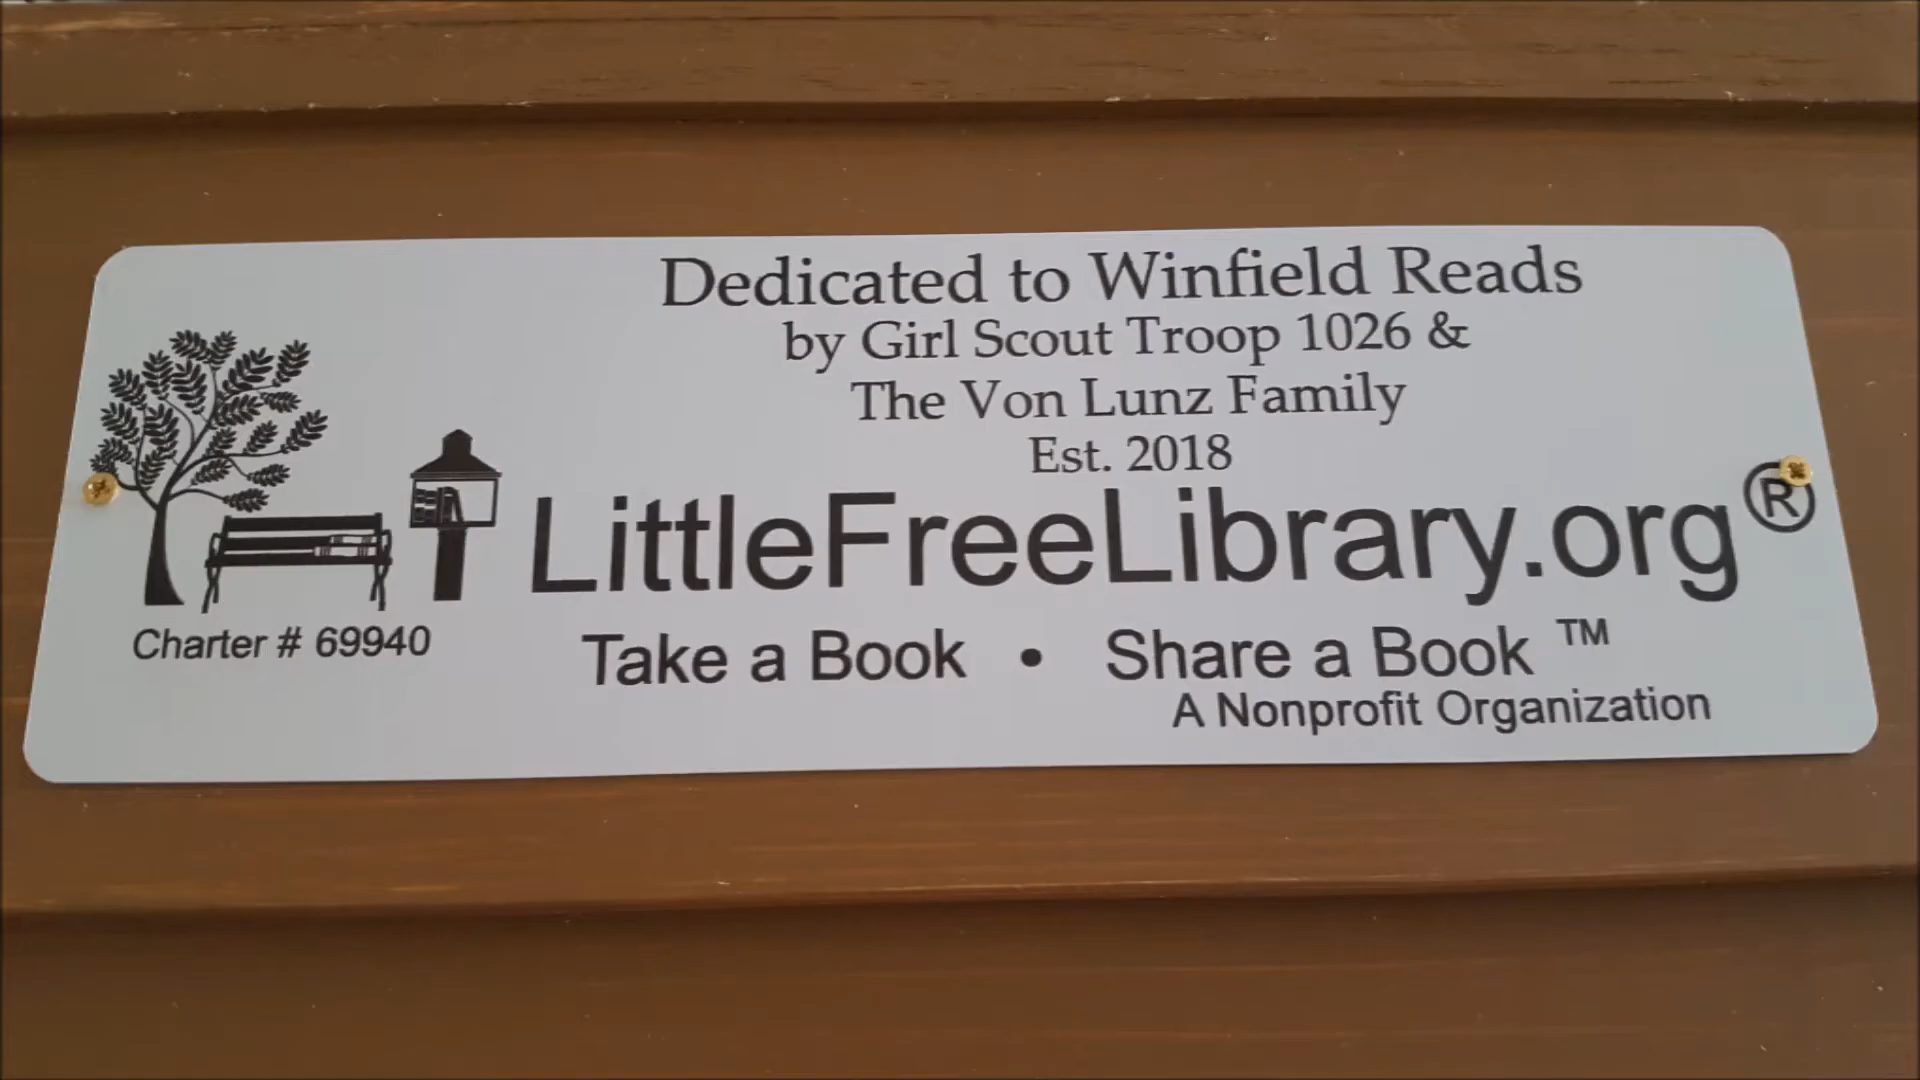 Dedicated to Winfield Reads
by Girl Scout Troop 1026 &
The Von Lunz Family
Est. 2018
LittleFreeLibrary.org®
Charter # 69940
Take a Book • Share a Book ™
A Nonprofit Organization